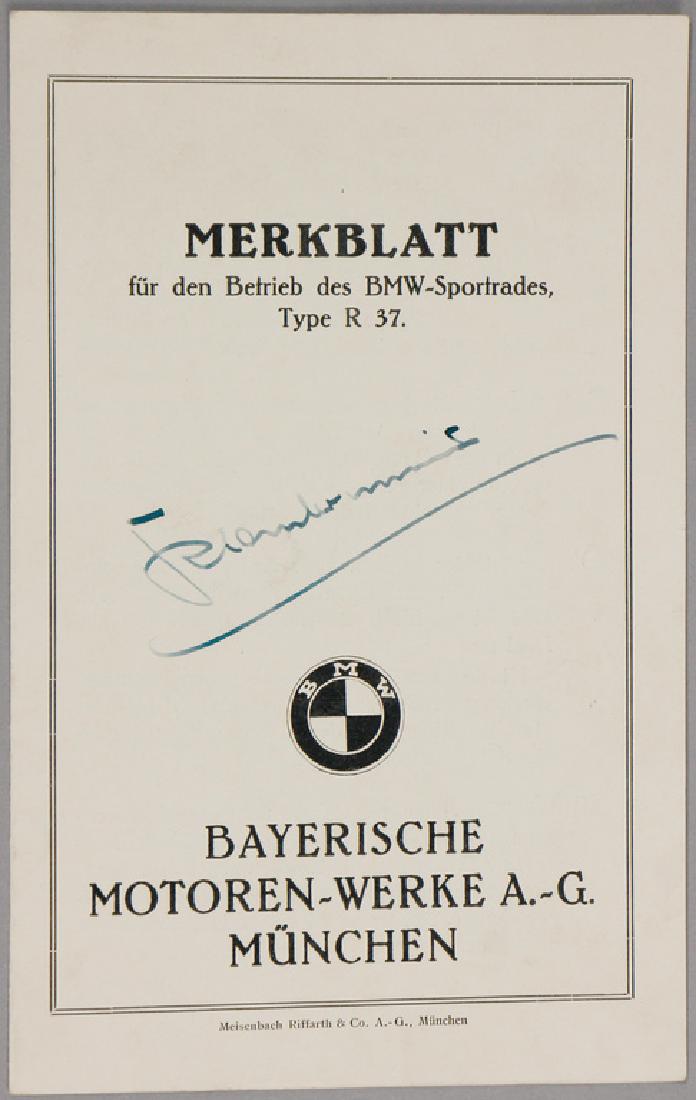 MERKBLATT
für den Betrieb des BMW-Sportrades,
Type R 37.
BMW
BAYERISCHE
MOTOREN-WERKE A.-G.
MÜNCHEN
Meisenbach Riffarth & Co. A.-G., München